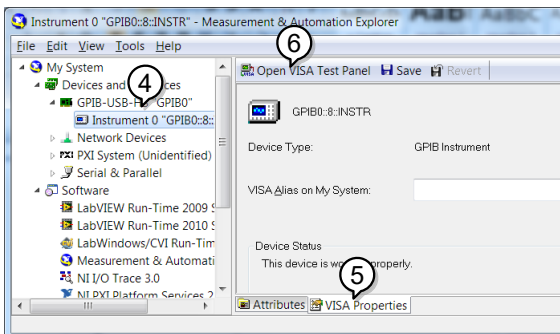 Instrument 0 "GPIB0::8::INSTR" - Measurement & Automation Explorer
File Edit View Tools Help
6
My System
4
Devices and
GPIB-USB-H "GPIB0"
Instrument 0 "GPIB0::8::
Network Devices
PXI System (Unidentified)
Serial & Parallel
Software
LabVIEW Run-Time 2009
LabVIEW Run-Time 2010
LabWindows/CVI Run-Tim
Measurement & Automati
NI I/O Trace 3.0
NI PXI Platform Services 2
Open VISA Test Panel Save Revert
GPIB0::8::INSTR
Device Type: GPIB Instrument
VISA Alias on My System:
Device Status
This device is wo properly.
5
Attributes VISA Properties